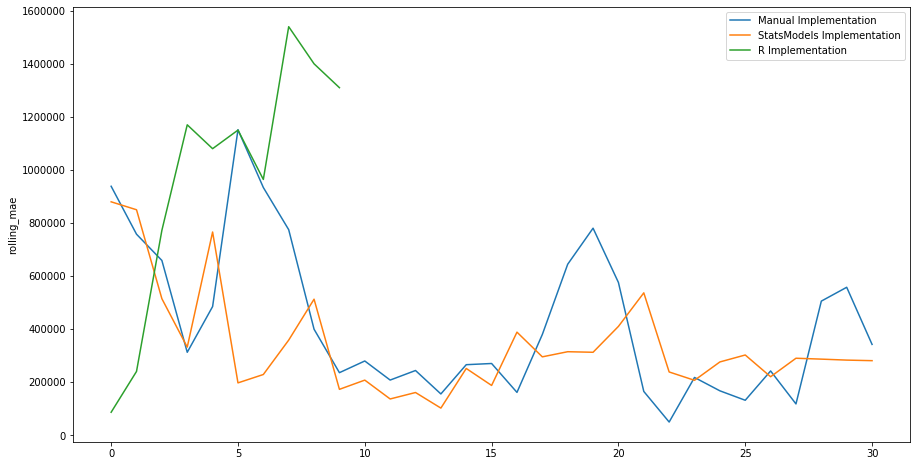 1600000
1400000
1200000
1000000
800000
600000
400000
200000
0
rolling_mae
0 5 10 15 20 25 30
Manual Implementation
StatsModels Implementation
R Implementation